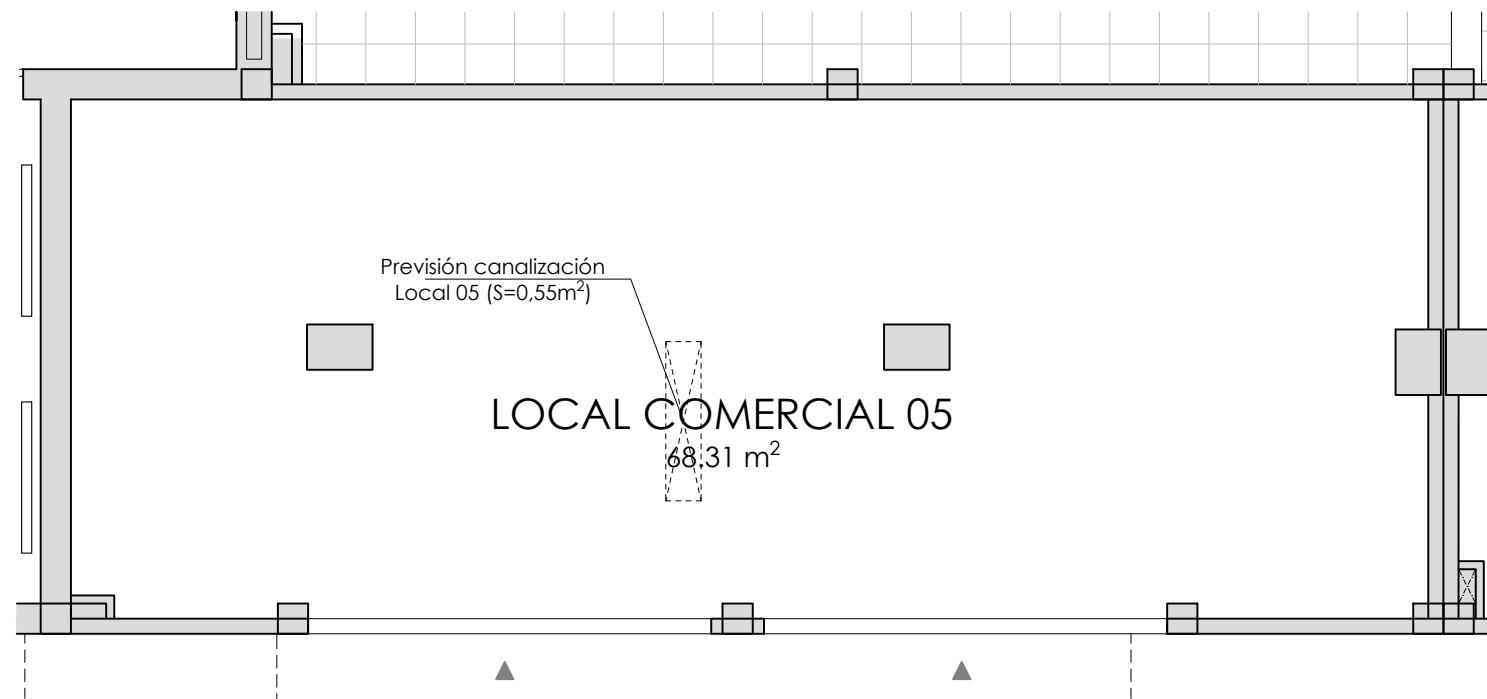 Previsión canalización
Local 05 (S=0,55m²)
LOCAL COMERCIAL 05
68,31 m²